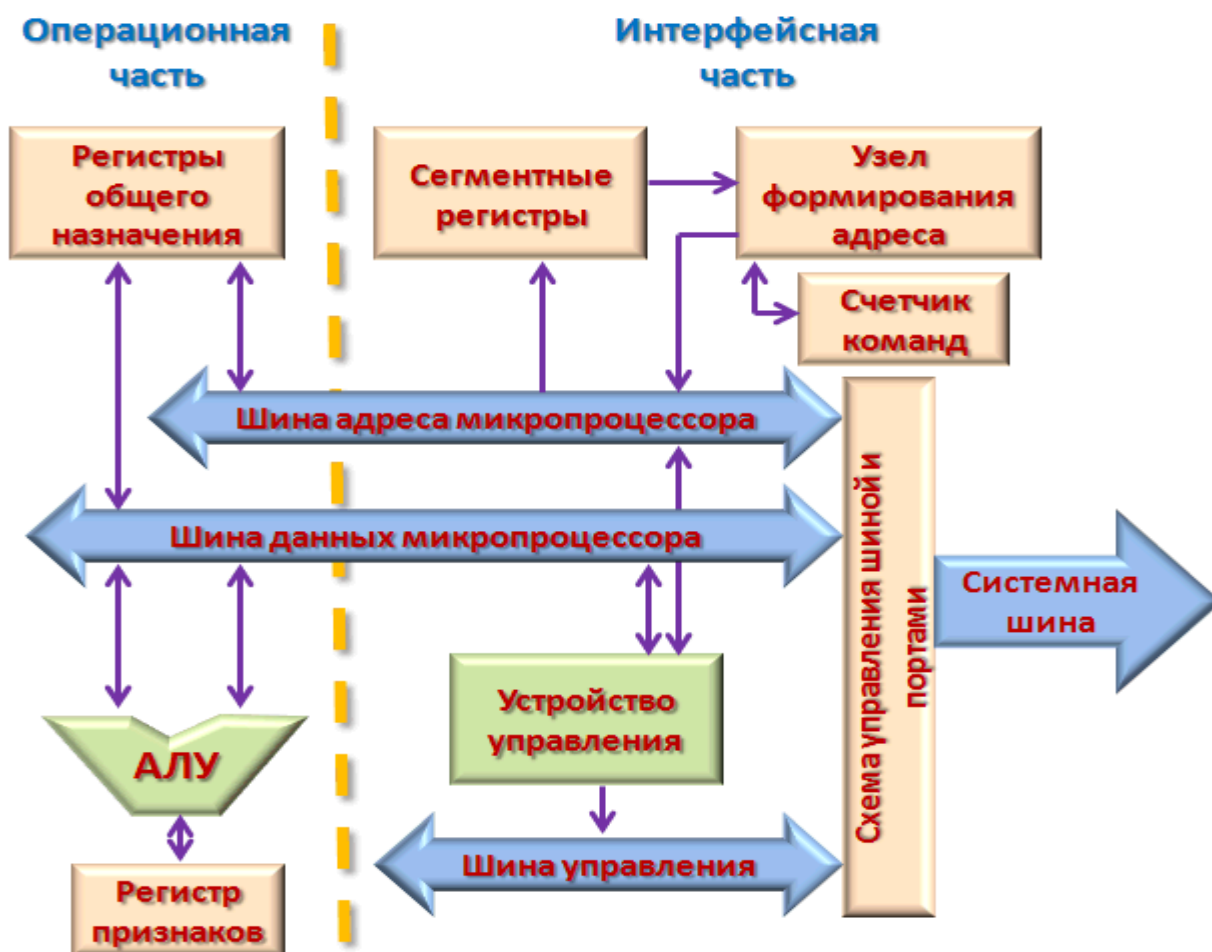 Операционная
часть
Интерфейсная
часть
Регистры
общего
назначения
Сегментные
регистры
Узел
формирования
адреса
Счетчик
команд
Шина адреса микропроцессора
Шина данных микропроцессора
Схема управления шиной и
портами
Системная
шина
Устройство
управления
АЛУ
Шина управления
Регистр
признаков